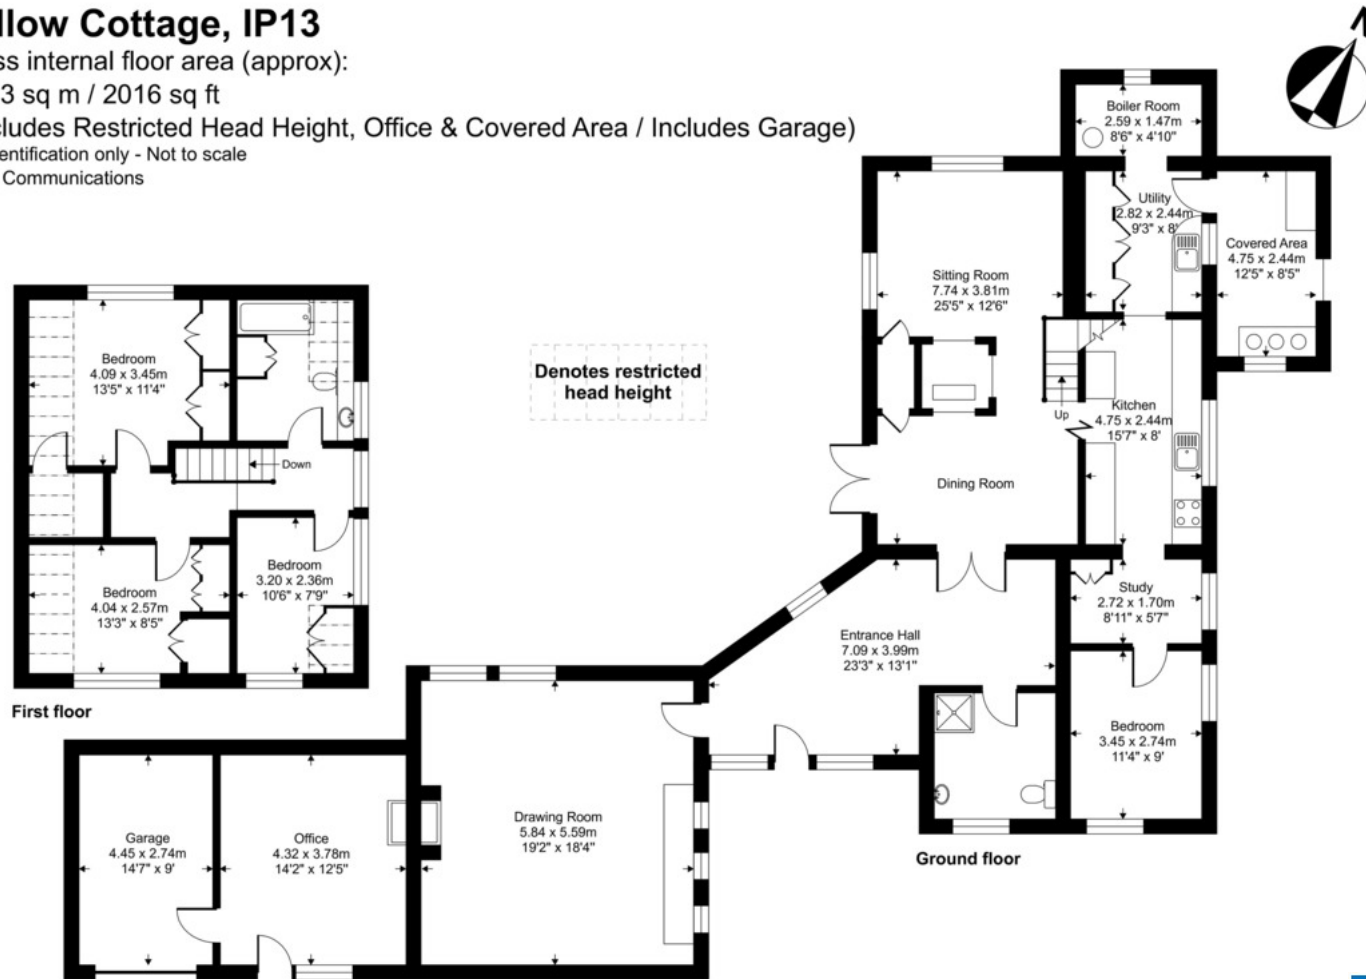 llow Cottage, IP13
ss internal floor area (approx):
3 sq m / 2016 sq ft
cludes Restricted Head Height, Office & Covered Area / Includes Garage)
entification only - Not to scale
Communications
N
Boiler Room
2.59 x 1.47m
8'6" x 4'10"
Utility
2.82 x 2.44m
9'3" x 8'
Covered Area
4.75 x 2.44m
12'5" x 8'5"
Sitting Room
7.74 x 3.81m
25'5" x 12'6"
Bedroom
4.09 x 3.45m
13'5" x 11'4"
Denotes restricted
head height
Up
Kitchen
4.75 x 2.44m
15'7" x 8'
Down
Dining Room
Bedroom
3.20 x 2.36m
10'6" x 7'9"
Bedroom
4.04 x 2.57m
13'3" x 8'5"
Study
2.72 x 1.70m
8'11" x 5'7"
Entrance Hall
7.09 x 3.99m
23'3" x 13'1"
First floor
Bedroom
3.45 x 2.74m
11'4" x 9'
Drawing Room
5.84 x 5.59m
19'2" x 18'4"
Garage
4.45 x 2.74m
14'7" x 9'
Office
4.32 x 3.78m
14'2" x 12'5"
Ground floor